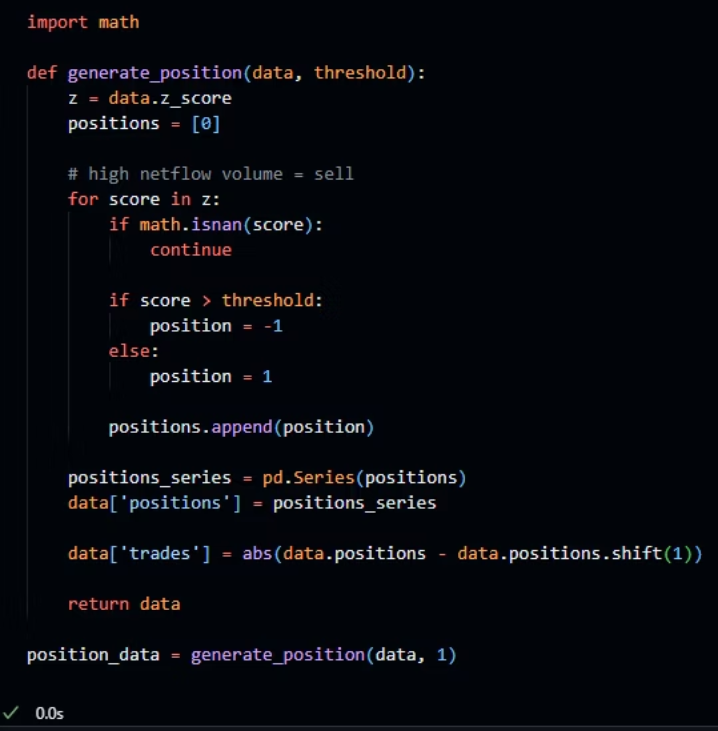 import math
def generate_position(data, threshold):
    z = data.z_score
    positions = [0]
    # high netflow volume = sell
    for score in z:
        if math.isnan(score):
            continue
        if score > threshold:
            position = -1
        else:
            position = 1
        positions.append(position)
    positions_series = pd.Series(positions)
    data['positions'] = positions_series
    data['trades'] = abs(data.positions - data.positions.shift(1))
    return data
position_data = generate_position(data, 1)
0.0s